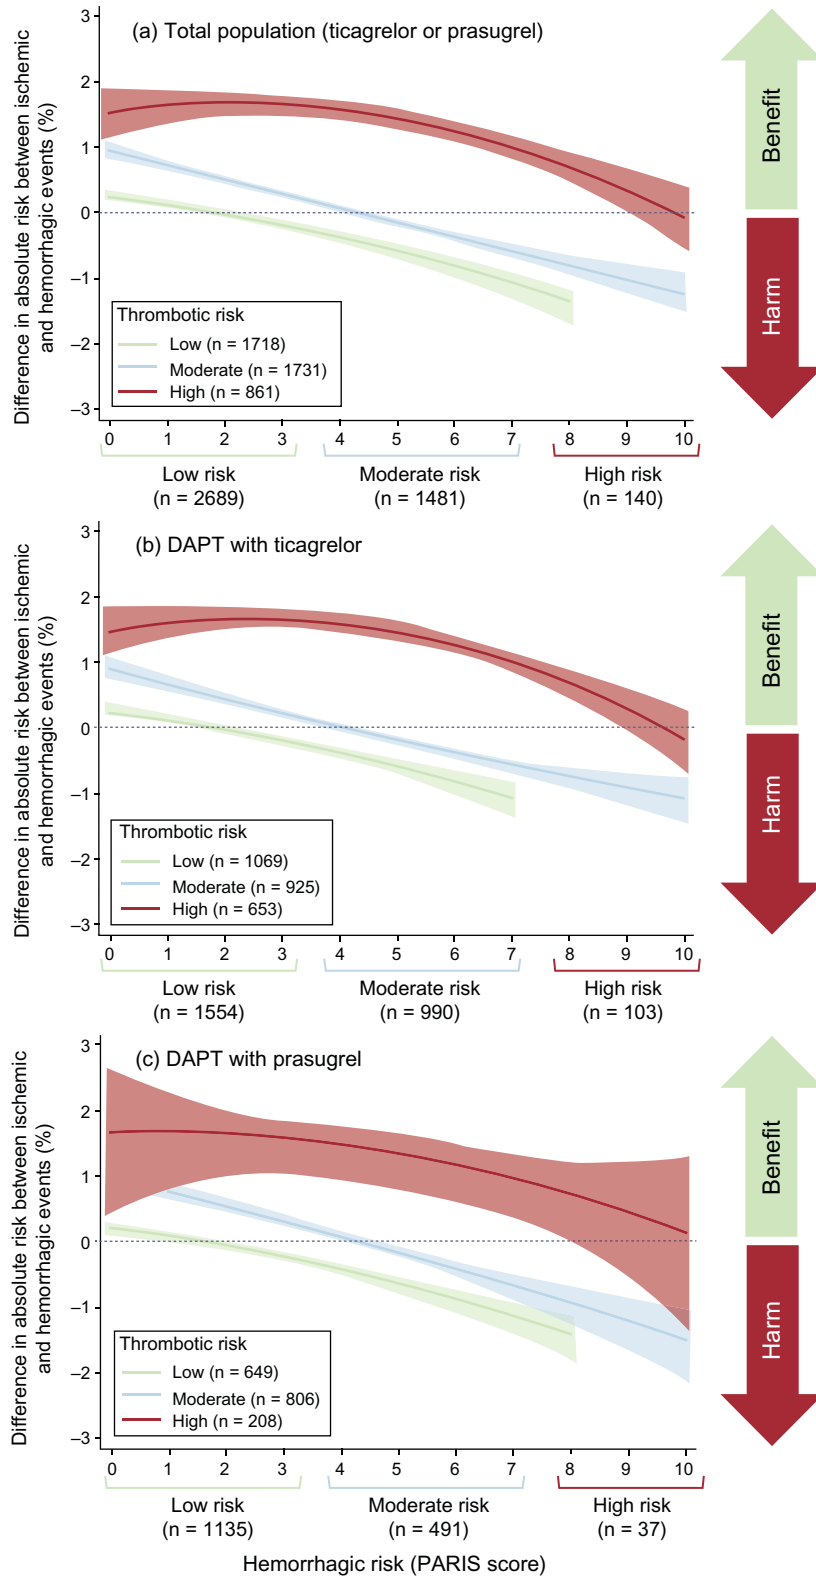 (a) Total population (ticagrelor or prasugrel)
Difference in absolute risk between ischemic
and hemorrhagic events (%)
3
2
1
0
–1
–2
–3
Thrombotic risk
Low (n = 1718)
Moderate (n = 1731)
High (n = 861)
0 1 2 3 4 5 6 7 8 9 10
Low risk Moderate risk High risk
(n = 2689) (n = 1481) (n = 140)
Benefit
Harm
(b) DAPT with ticagrelor
Difference in absolute risk between ischemic
and hemorrhagic events (%)
3
2
1
0
–1
–2
–3
Thrombotic risk
Low (n = 1069)
Moderate (n = 925)
High (n = 653)
0 1 2 3 4 5 6 7 8 9 10
Low risk Moderate risk High risk
(n = 1554) (n = 990) (n = 103)
Benefit
Harm
(c) DAPT with prasugrel
Difference in absolute risk between ischemic
and hemorrhagic events (%)
3
2
1
0
–1
–2
–3
Thrombotic risk
Low (n = 649)
Moderate (n = 806)
High (n = 208)
0 1 2 3 4 5 6 7 8 9 10
Low risk Moderate risk High risk
(n = 1135) (n = 491) (n = 37)
Benefit
Harm
Hemorrhagic risk (PARIS score)